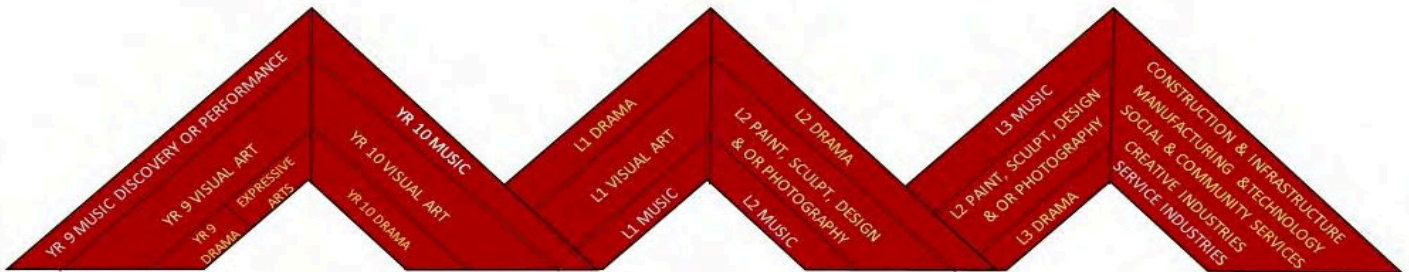 YR 9 MUSIC DISCOVERY OR PERFORMANCE
YR 9 VISUAL ART
YR 9
DRAMA
EXPRESSIVE
ARTS
YR 10 MUSIC
YR 10 VISUAL ART
YR 10 DRAMA
L1 DRAMA
L1 VISUAL ART
L1 MUSIC
L2 DRAMA
L2 PAINT, SCULPT, DESIGN
& OR PHOTOGRAPHY
L2 MUSIC
L3 MUSIC
L2 PAINT, SCULPT, DESIGN
& OR PHOTOGRAPHY
L3 DRAMA
CONSTRUCTION & INFRASTRUCTURE
MANUFACTURING &TECHNOLOGY
SOCIAL & COMMUNITY SERVICES
CREATIVE INDUSTRIES
SERVICE INDUSTRIES